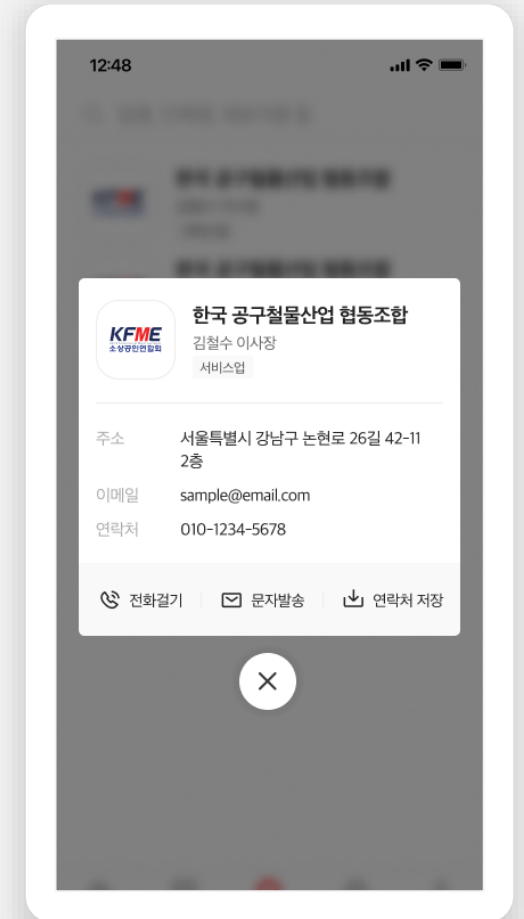 12:48
한국 공구철물산업 협동조합
KFME
소상공인연합회
김철수 이사장
서비스업
주소 서울특별시 강남구 논현로 26길 42-11
2층
이메일 sample@email.com
연락처 010-1234-5678
전화걸기 문자발송 연락처 저장